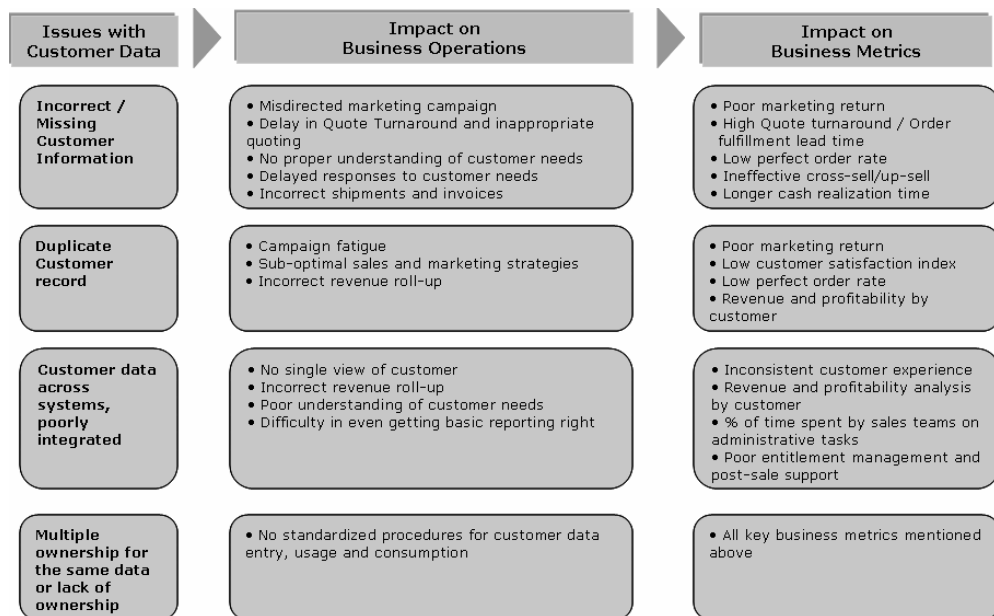 Issues with
Customer Data
Impact on
Business Operations
Impact on
Business Metrics
Incorrect /
Missing
Customer
Information
• Misdirected marketing campaign
• Delay in Quote Turnaround and inappropriate
quoting
• No proper understanding of customer needs
• Delayed responses to customer needs
• Incorrect shipments and invoices
• Poor marketing return
• High Quote turnaround / Order
fulfillment lead time
• Low perfect order rate
• Ineffective cross-sell/up-sell
• Longer cash realization time
Duplicate
Customer
record
• Campaign fatigue
• Sub-optimal sales and marketing strategies
• Incorrect revenue roll-up
• Poor marketing return
• Low customer satisfaction index
• Low perfect order rate
• Revenue and profitability by
customer
Customer data
across
systems,
poorly
integrated
• No single view of customer
• Incorrect revenue roll-up
• Poor understanding of customer needs
• Difficulty in even getting basic reporting right
• Inconsistent customer experience
• Revenue and profitability analysis
by customer
• % of time spent by sales teams on
administrative tasks
• Poor entitlement management and
post-sale support
Multiple
ownership for
the same data
or lack of
ownership
• No standardized procedures for customer data
entry, usage and consumption
• All key business metrics mentioned
above